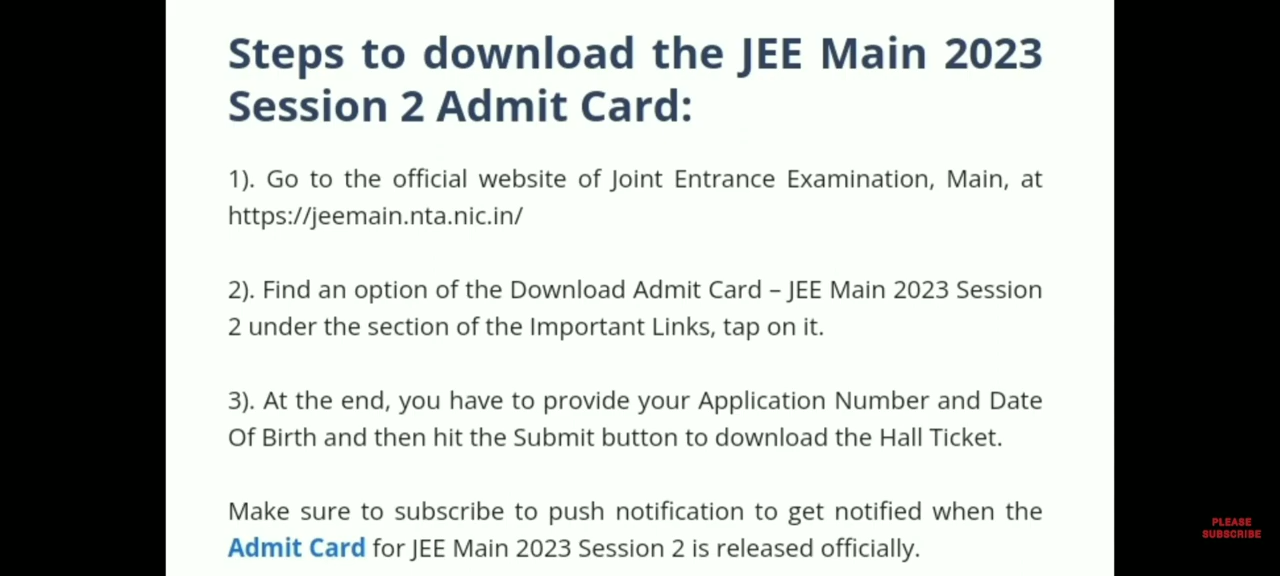 Steps to download the JEE Main 2023
Session 2 Admit Card:
1). Go to the official website of Joint Entrance Examination, Main, at
https://jeemain.nta.nic.in/
2). Find an option of the Download Admit Card – JEE Main 2023 Session
2 under the section of the Important Links, tap on it.
3). At the end, you have to provide your Application Number and Date
Of Birth and then hit the Submit button to download the Hall Ticket.
Make sure to subscribe to push notification to get notified when the
Admit Card for JEE Main 2023 Session 2 is released officially.
PLEASE
SUBSCRIBE